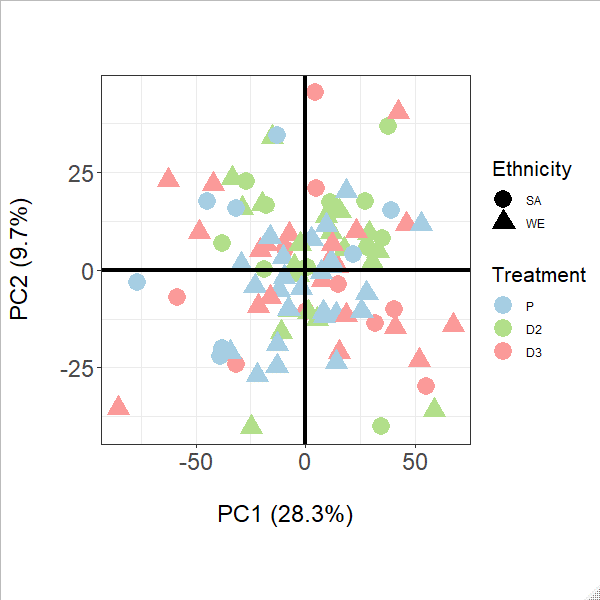 PC2 (9.7%)
25
0
-25
-50
0
50
PC1 (28.3%)
Ethnicity
SA
WE
Treatment
P
D2
D3